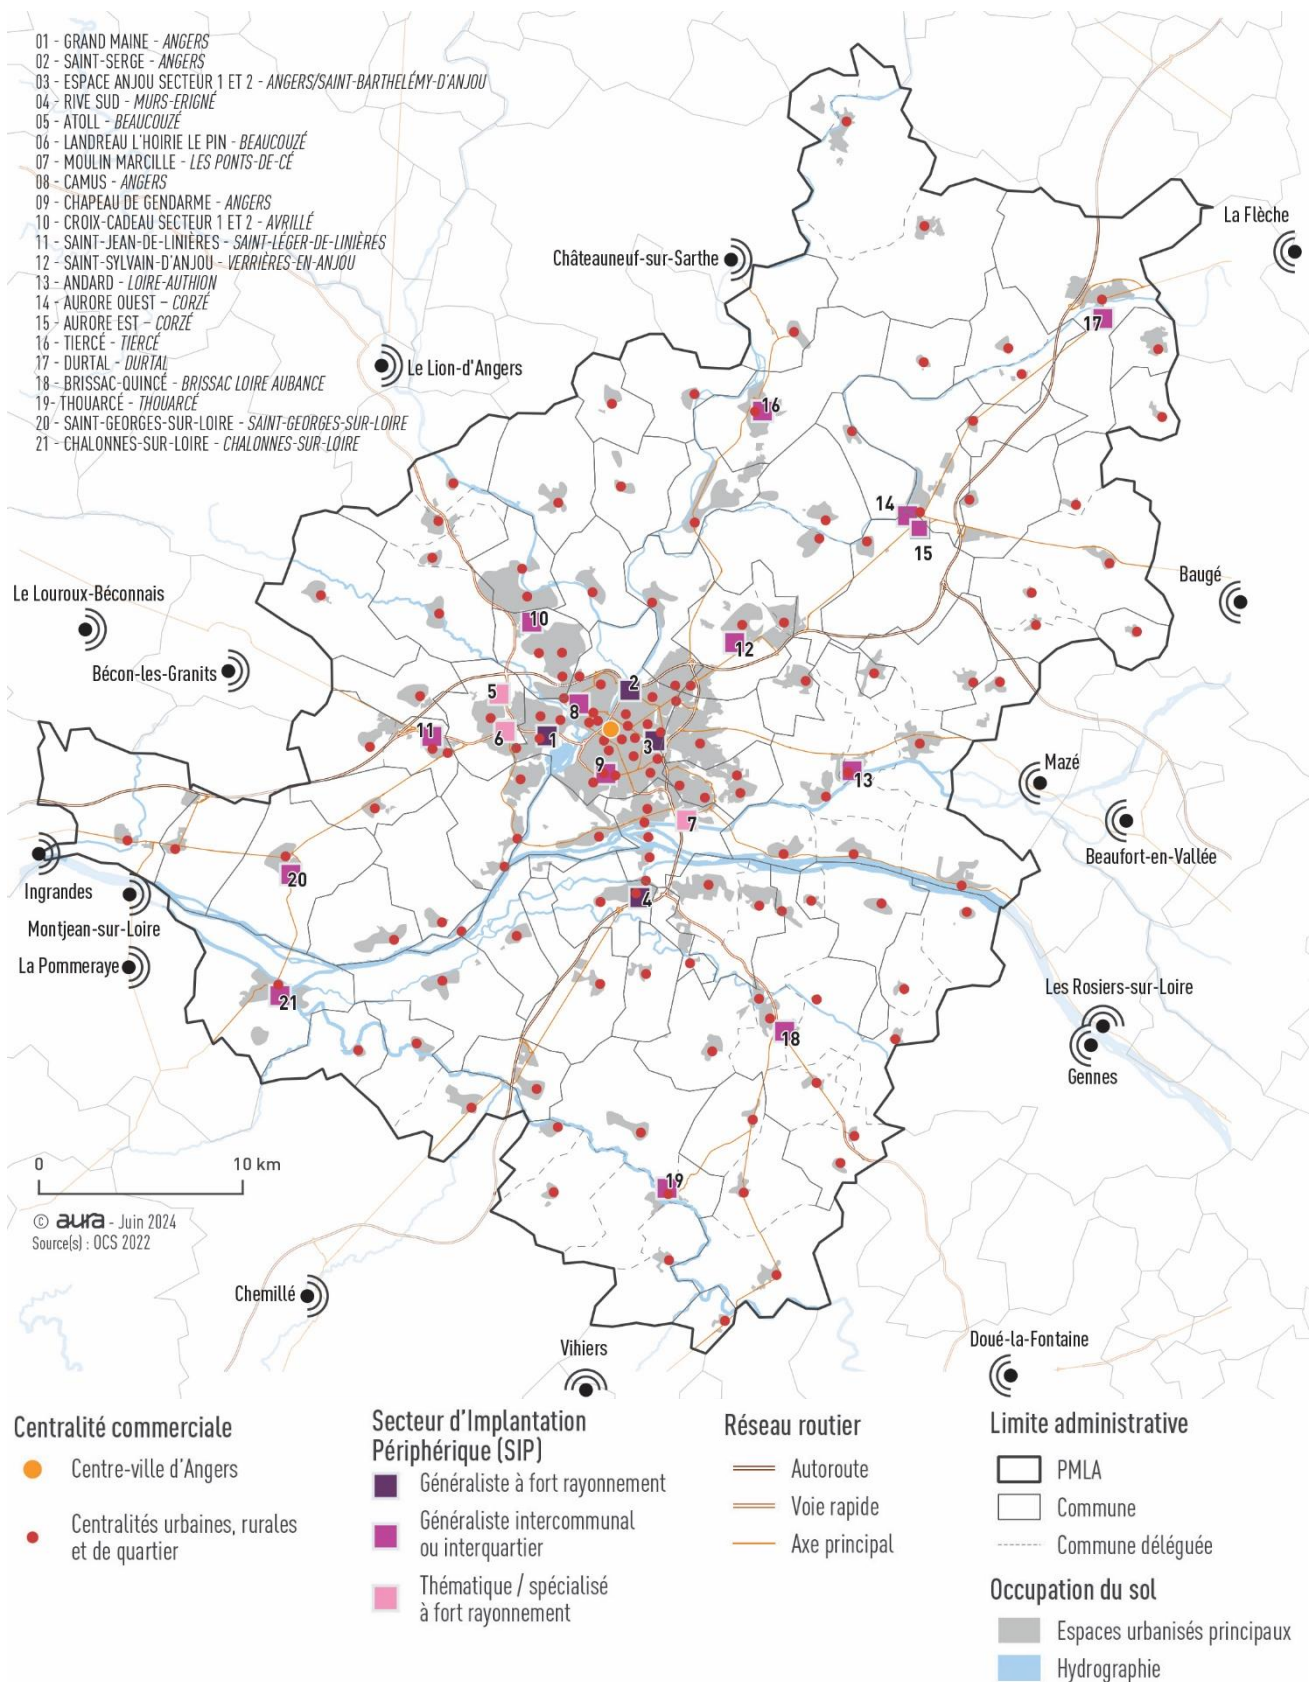 01 - GRAND MAINE - ANGERS
02 - SAINT-SERGE - ANGERS
03 - ESPACE ANJOU SECTEUR 1 ET 2 - ANGERS/SAINT-BARTHELÉMY-D'ANJOU
04 - RIVE SUD - MURS-ERIGNÉ
05 - ATOLL - BEAUCOUZÉ
06 - LANDREAU L'HOIRIE LE PIN - BEAUCOUZÉ
07 - MOULIN MARCILLE - LES PONTS-DE-CÉ
08 - CAMUS - ANGERS
09 - CHAPEAU DE GENDARME - ANGERS
10 - CROIX-CADEAU SECTEUR 1 ET 2 - AVRILLÉ
11 - SAINT-JEAN-DE-LINIÈRES - SAINT-LÉGER-DE-LINIÈRES
12 - SAINT-SYLVAIN-D'ANJOU - VERRIÈRES-EN-ANJOU
13 - ANDARD - LOIRE-AUTHION
14 - AURORE OUEST – CORZÉ
15 - AURORE EST – CORZÉ
16 - TIERCÉ - TIERCÉ
17 - DURTAL - DURTAL
18 - BRISSAC-QUINCÉ - BRISSAC LOIRE AUBANCE
19 - THOUARCÉ - THOUARCÉ
20 - SAINT-GEORGES-SUR-LOIRE - SAINT-GEORGES-SUR-LOIRE
21 - CHALONNES-SUR-LOIRE - CHALONNES-SUR-LOIRE
La Flèche
Châteauneuf-sur-Sarthe
17
Le Lion-d'Angers
16
14
15
Baugé
Le Louroux-Béconnais
10
12
Bécon-les-Granits
5
2
8
11
6
1
3
9
13
Mazé
7
Beaufort-en-Vallée
20
Ingrandes
4
Montjean-sur-Loire
La Pommeraye
21
Les Rosiers-sur-Loire
18
Gennes
0 10 km
19
© aura - Juin 2024
Source(s) : OCS 2022
Chemillé
Vihiers
Doué-la-Fontaine
Centralité commerciale
Centre-ville d'Angers
Centralités urbaines, rurales
et de quartier
Secteur d'Implantation
Périphérique (SIP)
Généraliste à fort rayonnement
Généraliste intercommunal
ou interquartier
Thématique / spécialisé
à fort rayonnement
Réseau routier
Autoroute
Voie rapide
Axe principal
Limite administrative
PMLA
Commune
Commune déléguée
Occupation du sol
Espaces urbanisés principaux
Hydrographie